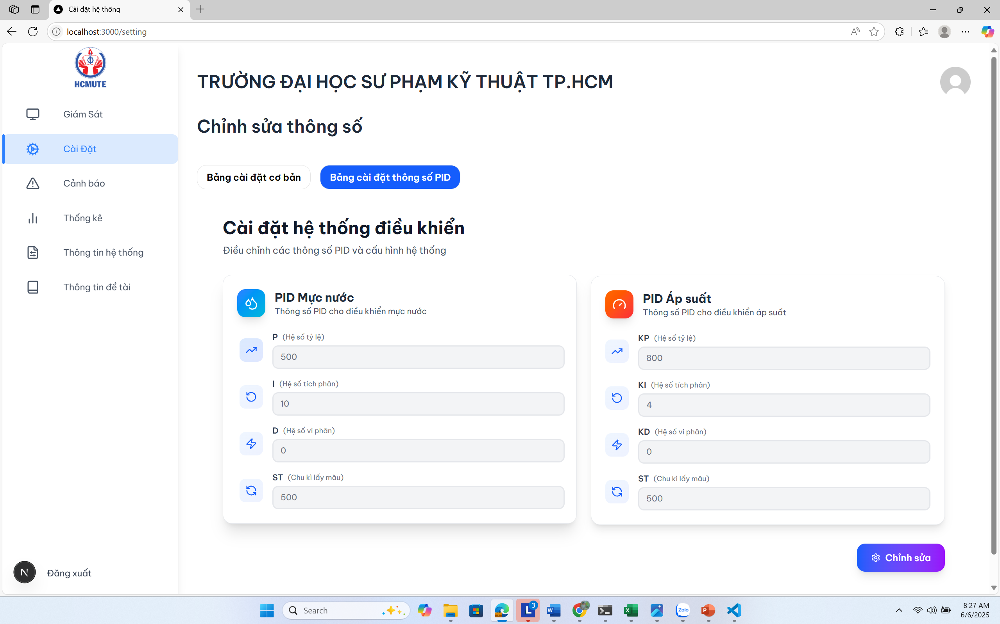 Cài đặt hệ thống
localhost:3000/setting
HCMUTE
Giám Sát
Cài Đặt
Cảnh báo
Thống kê
Thông tin hệ thống
Thông tin đề tài
N
Đăng xuất
TRƯỜNG ĐẠI HỌC SƯ PHẠM KỸ THUẬT TP.HCM
Chỉnh sửa thông số
Bảng cài đặt cơ bản
Bảng cài đặt thông số PID
Cài đặt hệ thống điều khiển
Điều chỉnh các thông số PID và cấu hình hệ thống
PID Mực nước
Thông số PID cho điều khiển mực nước
P (Hệ số tỷ lệ)
500
I (Hệ số tích phân)
10
D (Hệ số vi phân)
0
ST (Chu kì lấy mãu)
500
PID Áp suất
Thông số PID cho điều khiển áp suất
KP (Hệ số tỷ lệ)
800
KI (Hệ số tích phân)
4
KD (Hệ số vi phân)
0
ST (Chu kì lấy mãu)
500
Chỉnh sửa
Search
L
3
W
X
Zalo
P
8:27 AM
6/6/2025